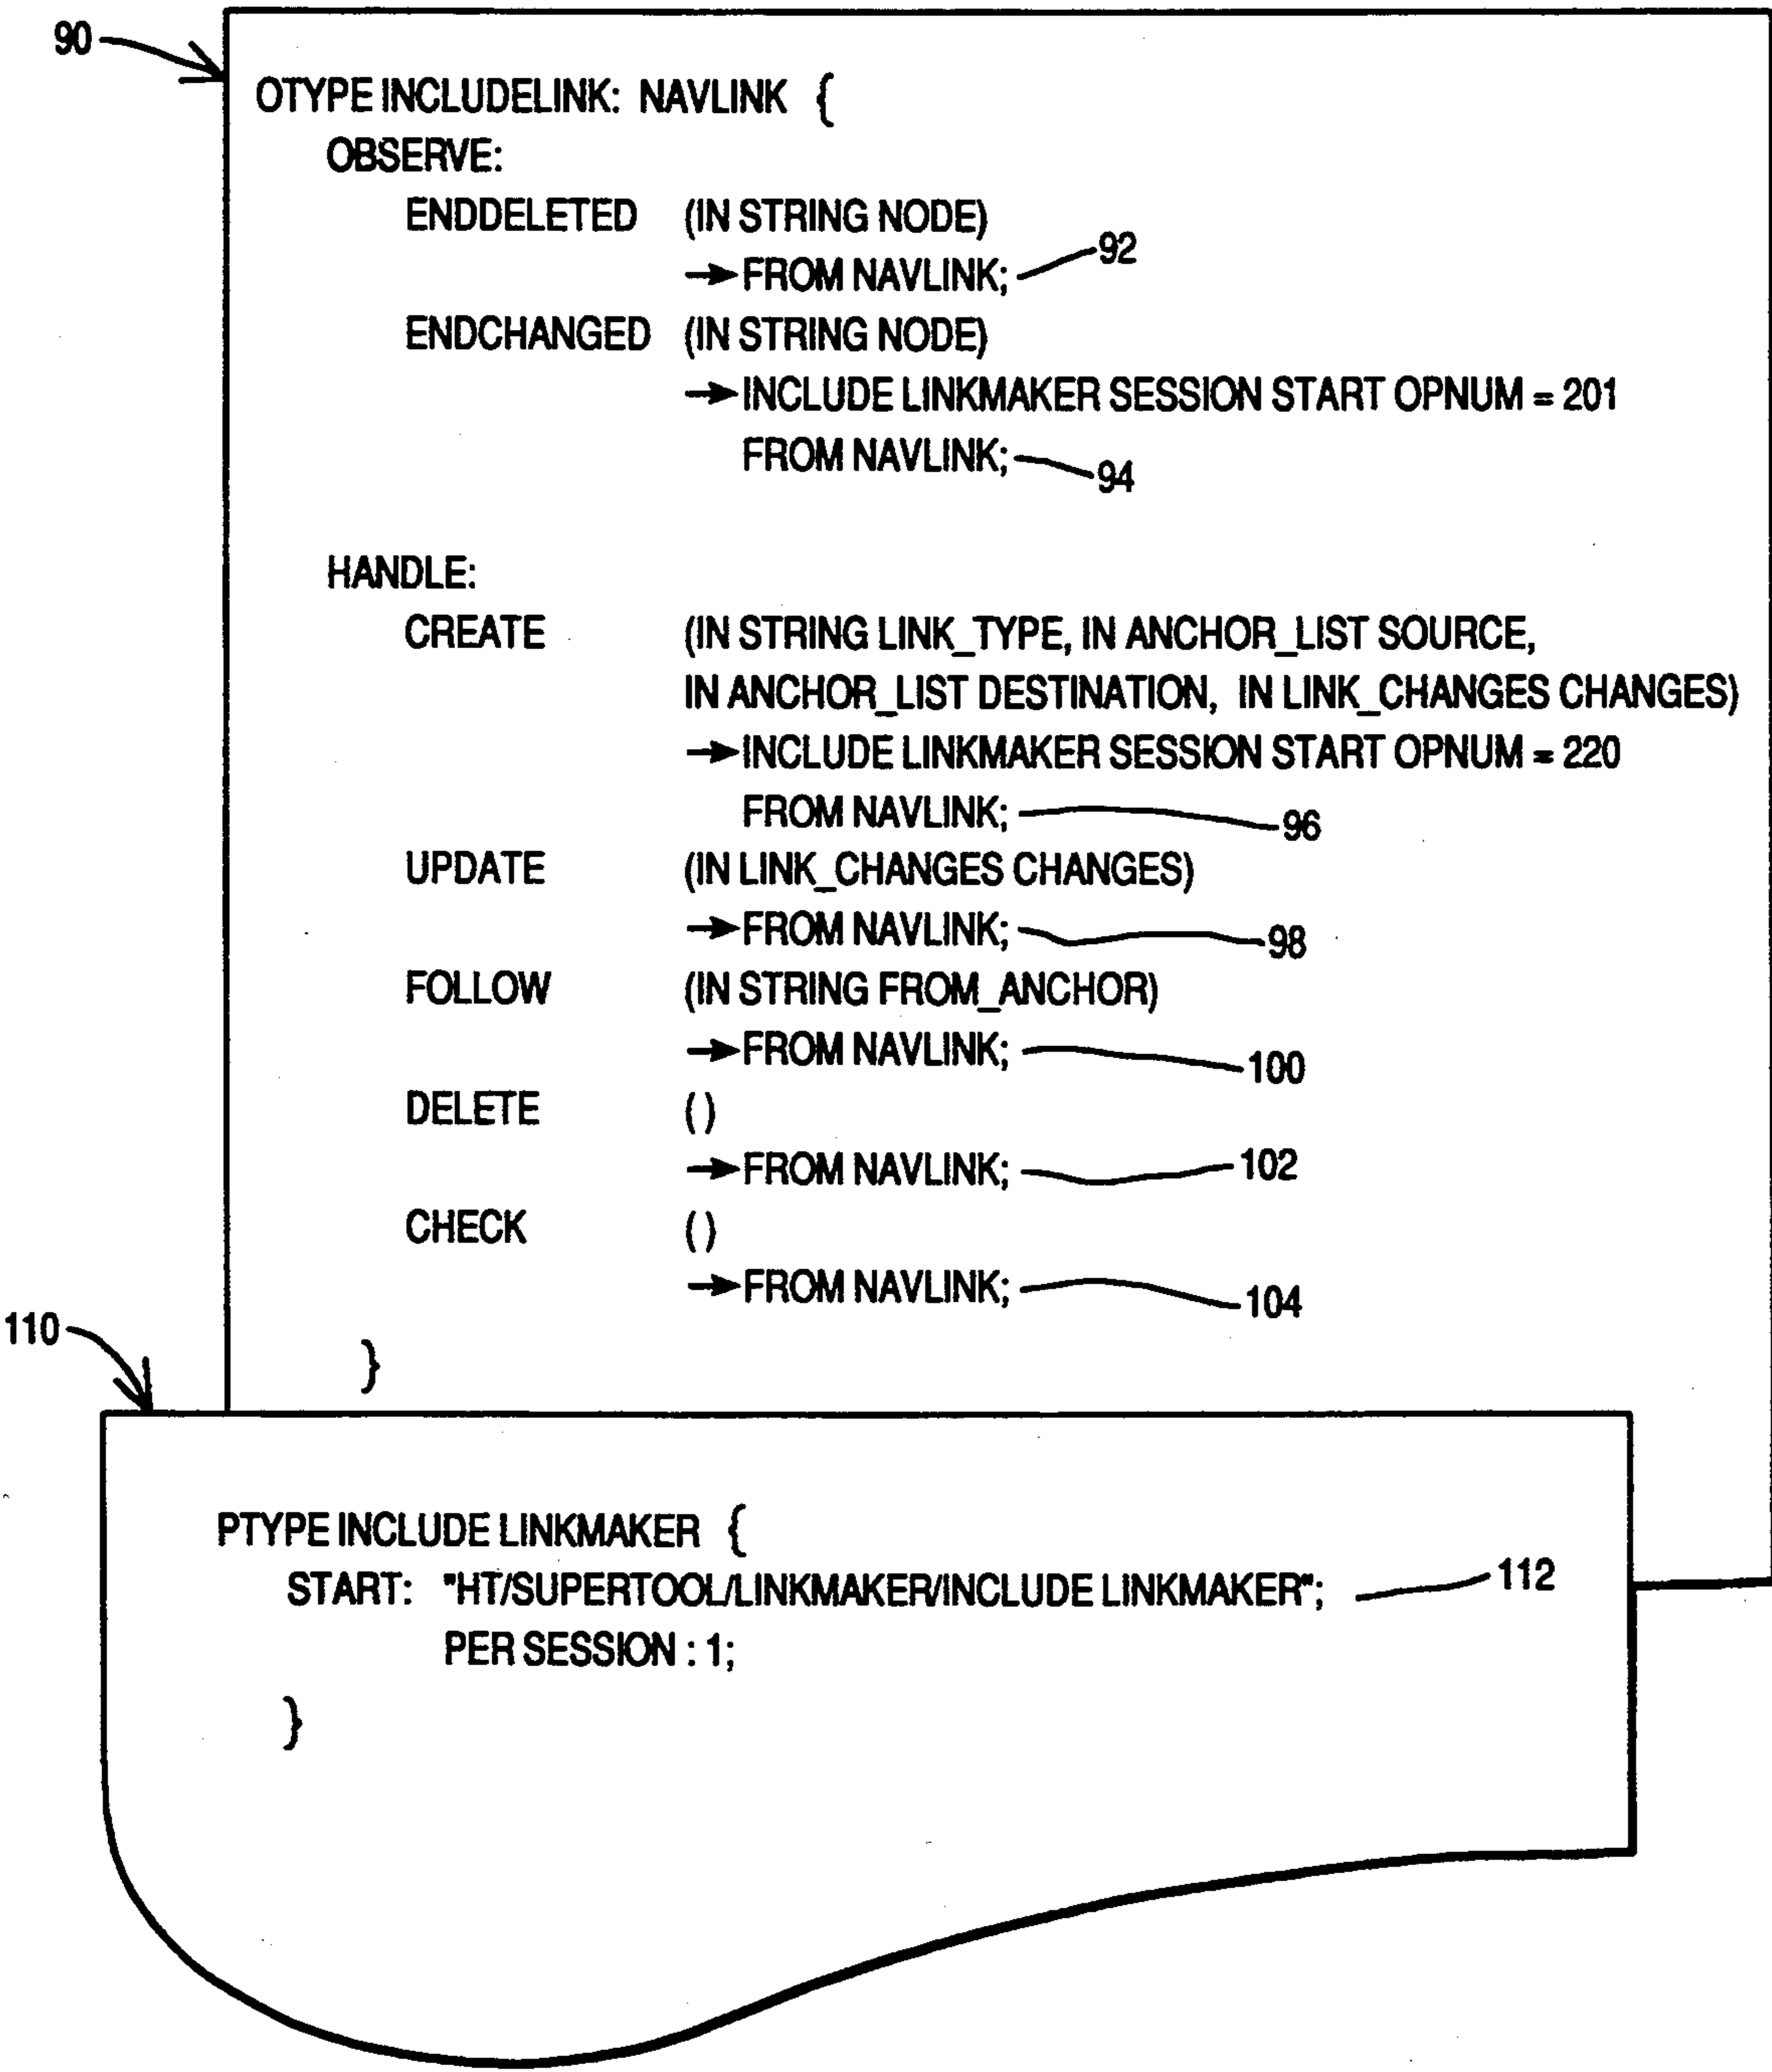 90
OTYPE INCLUDELINK: NAVLINK {
OBSERVE:
ENDDELETED (IN STRING NODE)
→FROM NAVLINK; 92
ENDCHANGED (IN STRING NODE)
→INCLUDE LINKMAKER SESSION START OPNUM = 201
FROM NAVLINK; 94
HANDLE:
CREATE (IN STRING LINK_TYPE, IN ANCHOR_LIST SOURCE,
IN ANCHOR_LIST DESTINATION, IN LINK_CHANGES CHANGES)
→INCLUDE LINKMAKER SESSION START OPNUM = 220
FROM NAVLINK; 96
UPDATE (IN LINK_CHANGES CHANGES)
→FROM NAVLINK; 98
FOLLOW (IN STRING FROM_ANCHOR)
→FROM NAVLINK; 100
DELETE ()
→FROM NAVLINK; 102
CHECK ()
→FROM NAVLINK; 104
}
110
PTYPE INCLUDE LINKMAKER {
START: "HT/SUPERTOOL/LINKMAKER/INCLUDE LINKMAKER"; 112
PER SESSION : 1;
}